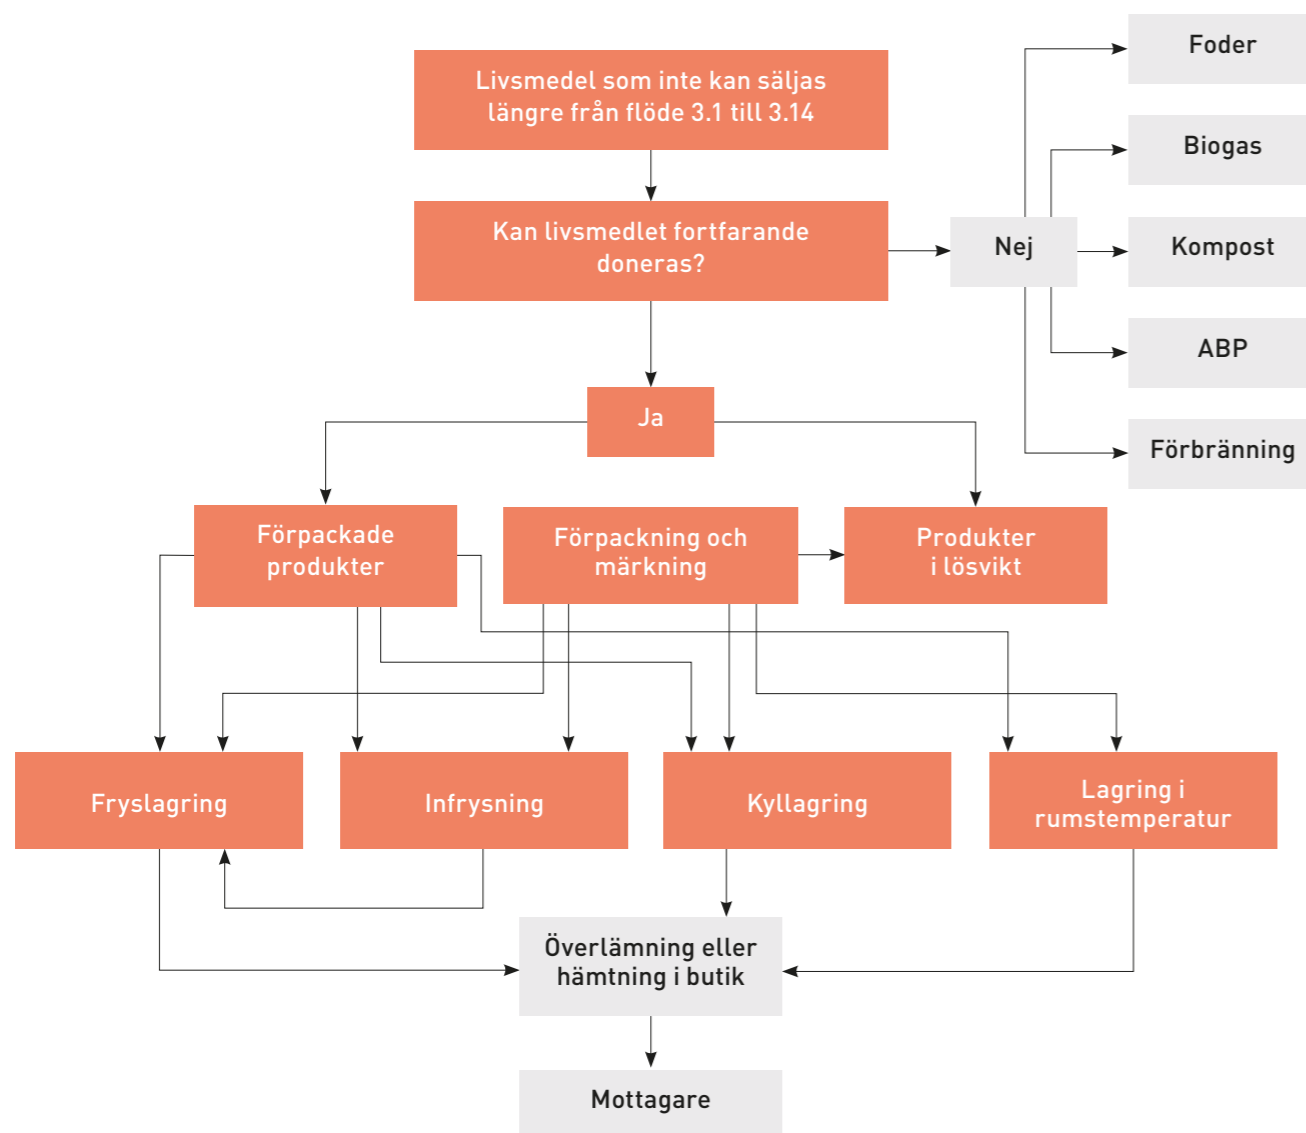 Livsmedel som inte kan säljas
längre från flöde 3.1 till 3.14
Kan livsmedlet fortfarande
doneras?
Nej
Foder
Biogas
Kompost
ABP
Förbränning
Ja
Förpackade
produkter
Förpackning och
märkning
Produkter
i lösvikt
Fryslagring
Infrysning
Kyllagring
Lagring i
rumstemperatur
Överlämning eller
hämtning i butik
Mottagare